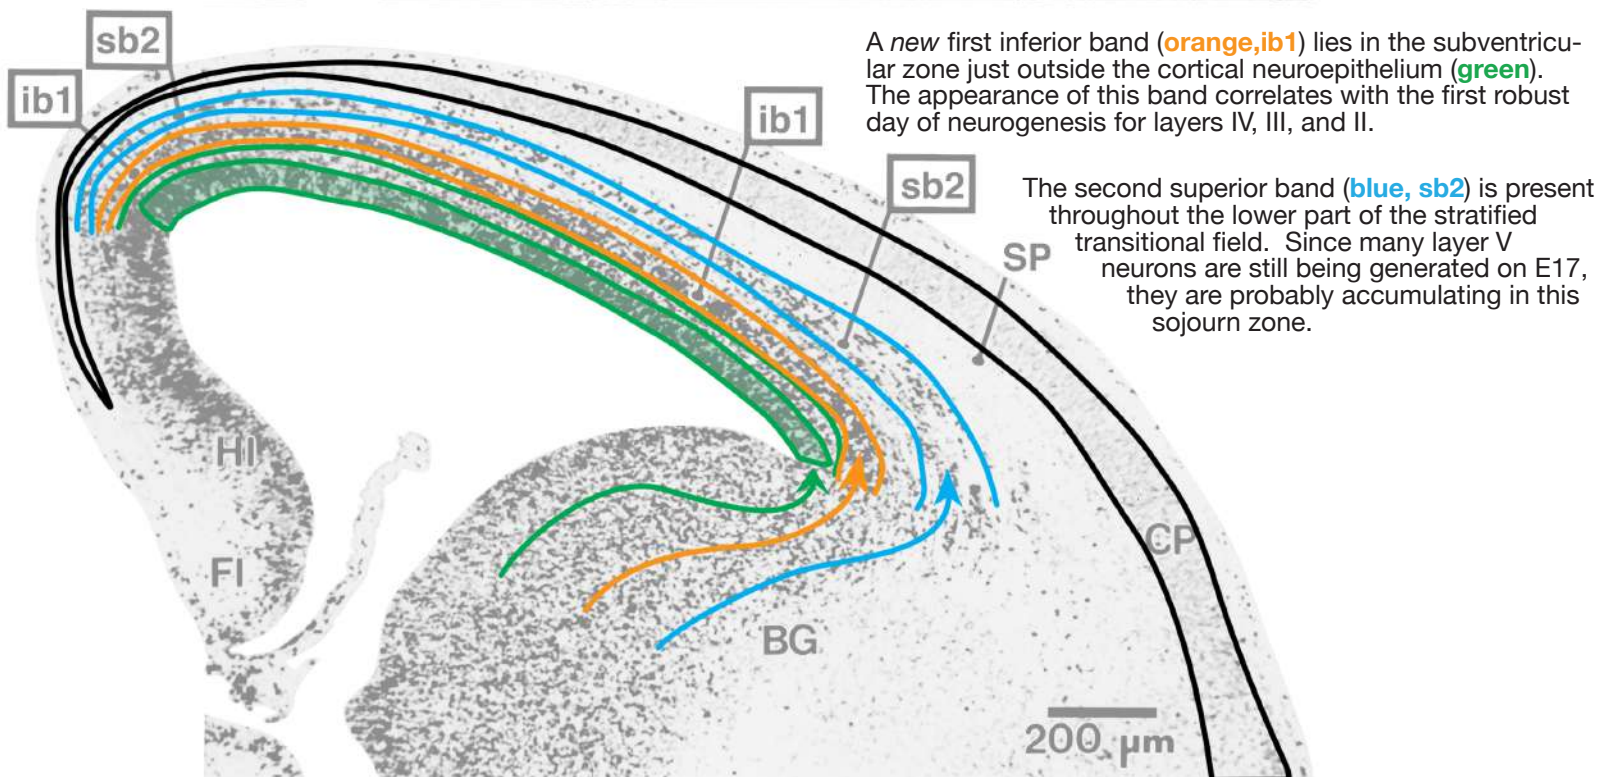 sb2
ib1
A new first inferior band (orange,ib1) lies in the subventricu-
lar zone just outside the cortical neuroepithelium (green).
The appearance of this band correlates with the first robust
day of neurogenesis for layers IV, III, and II.
ib1
sb2
The second superior band (blue, sb2) is present
throughout the lower part of the stratified
transitional field. Since many layer V
neurons are still being generated on E17,
they are probably accumulating in this
sojourn zone.
SP
HI
FI
CP
BG
200 µm